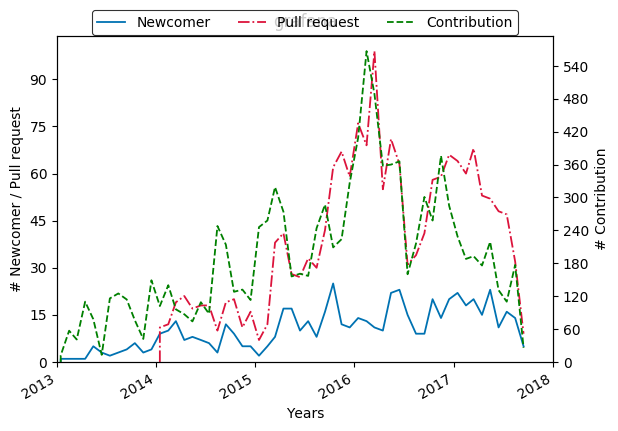 grafana
Newcomer Pull request Contribution
# Newcomer / Pull request
90
75
60
45
30
15
0
540
480
420
360
300
240
180
120
60
0
# Contribution
2013 2014 2015 2016 2017 2018
Years